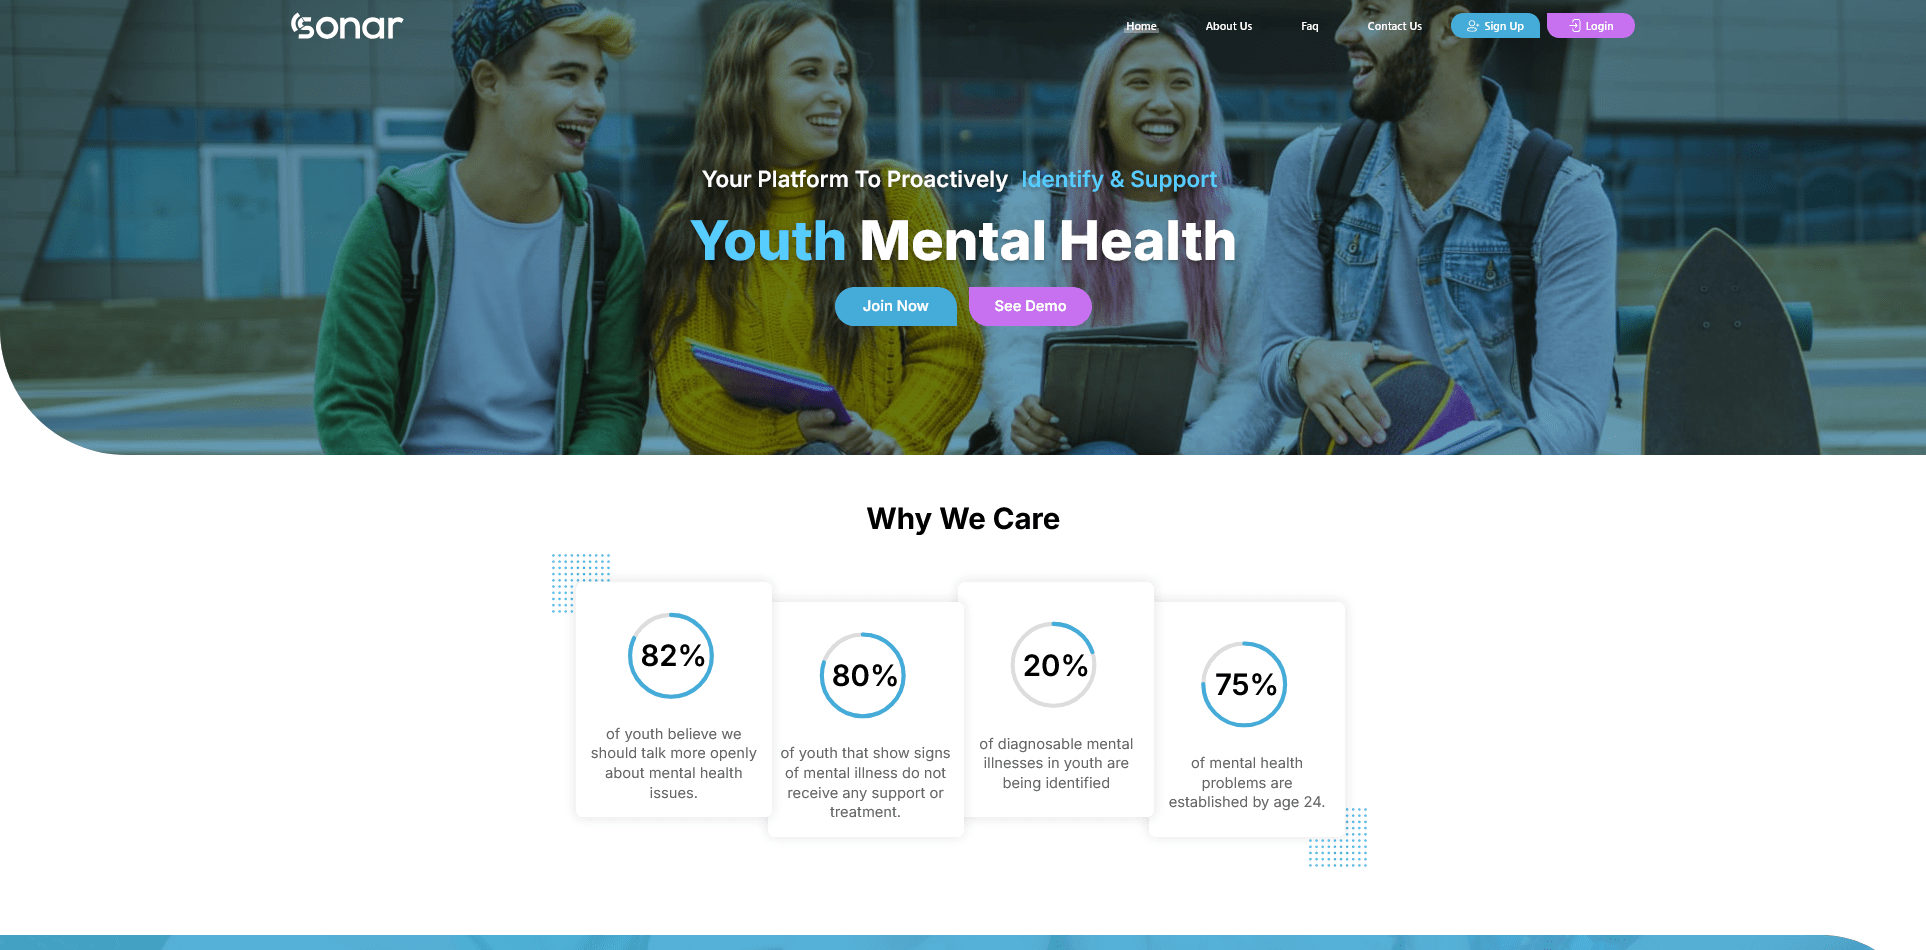 Sonar
Home
About Us
Faq
Contact Us
Sign Up
Login
Your Platform To Proactively Identify & Support
Youth Mental Health
Join Now
See Demo
Why We Care
82%
of youth believe we
should talk more openly
about mental health
issues.
80%
of youth that show signs
of mental illness do not
receive any support or
treatment.
20%
of diagnosable mental
illnesses in youth are
being identified
75%
of mental health
problems are
established by age 24.